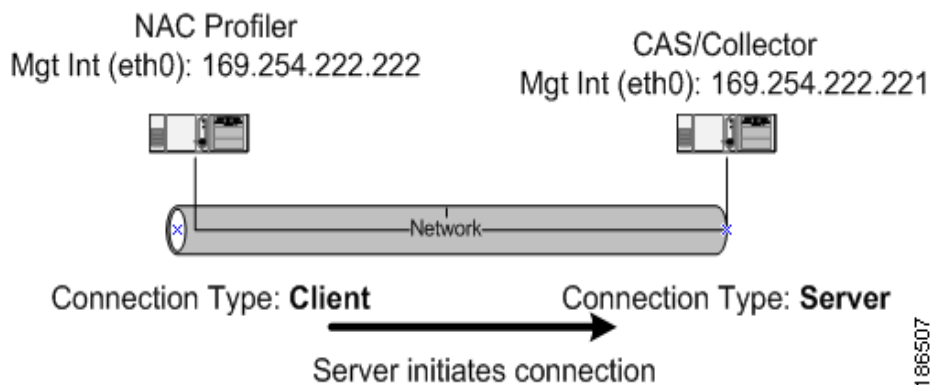 NAC Profiler
Mgt Int (eth0): 169.254.222.222
CAS/Collector
Mgt Int (eth0): 169.254.222.221
Network
Connection Type: Client
Connection Type: Server
Server initiates connection
186507